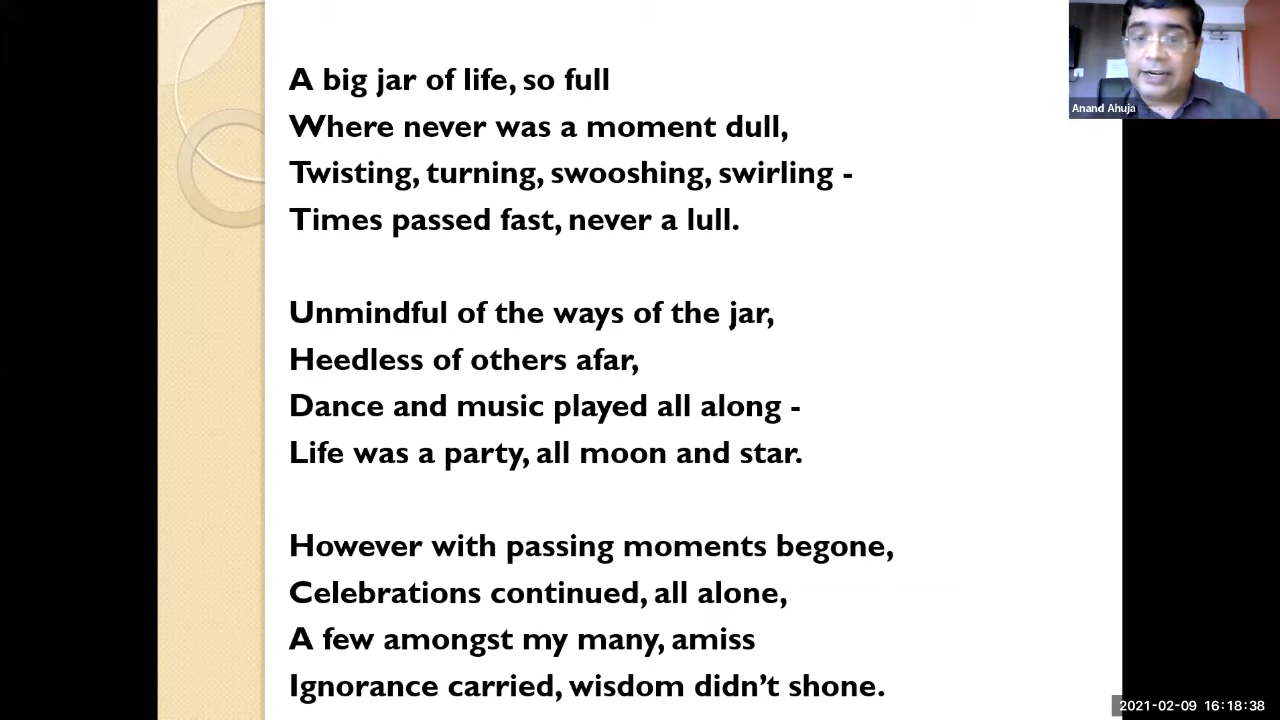 A big jar of life, so full
Where never was a moment dull,
Twisting, turning, swooshing, swirling -
Times passed fast, never a lull.
Unmindful of the ways of the jar,
Heedless of others afar,
Dance and music played all along -
Life was a party, all moon and star.
However with passing moments begone,
Celebrations continued, all alone,
A few amongst my many, amiss
Ignorance carried, wisdom didn’t shone.
Anand Ahuja
2021-02-09 16:18:38